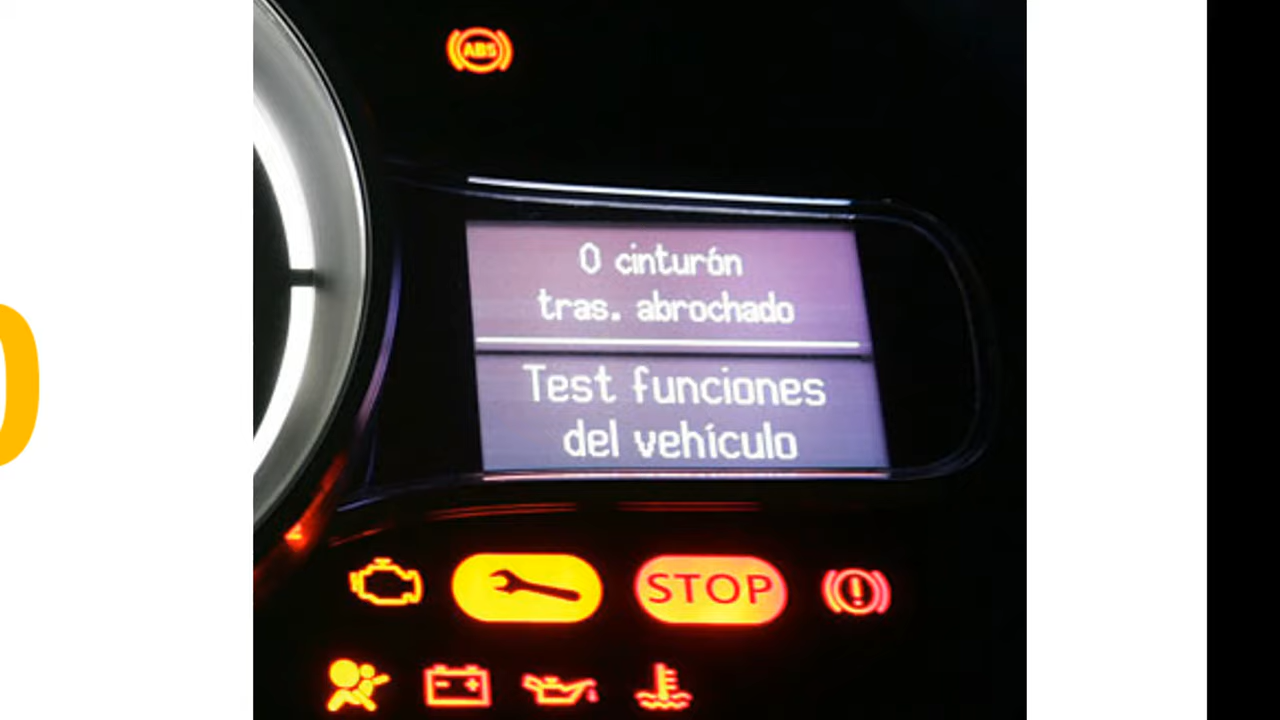 ABS
0 cinturón
tras. abrochado
Test funciones
del vehículo
STOP